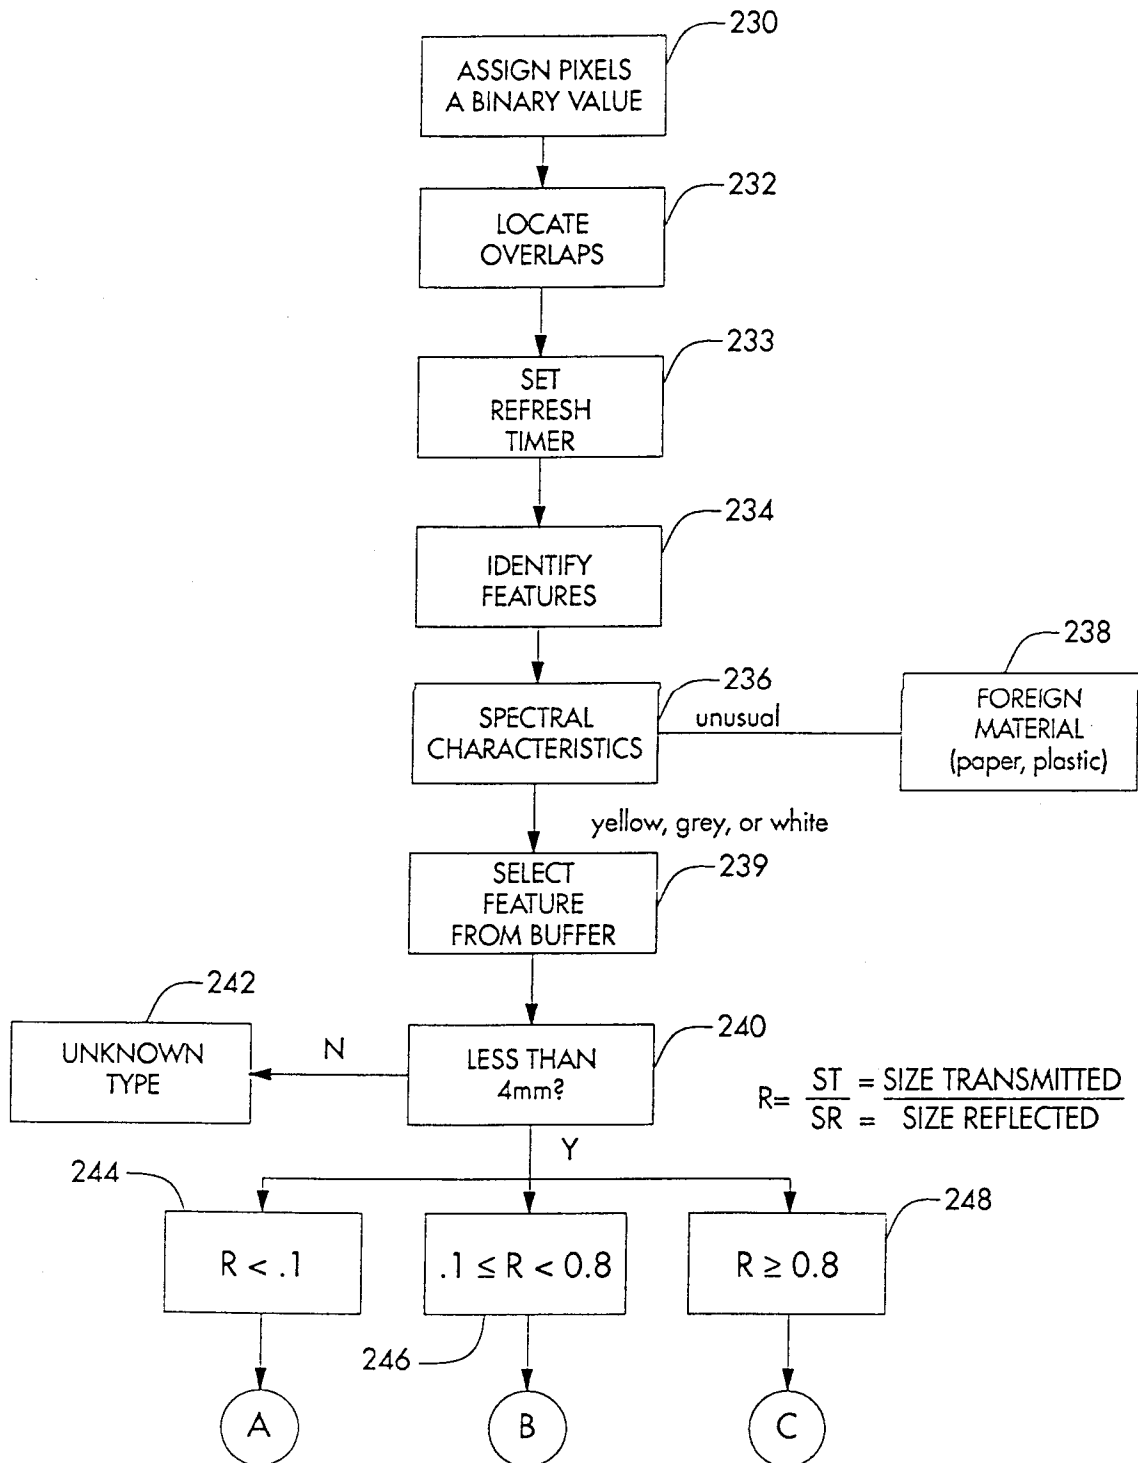 230
ASSIGN PIXELS
A BINARY VALUE
232
LOCATE
OVERLAPS
233
SET
REFRESH
TIMER
234
IDENTIFY
FEATURES
236
SPECTRAL
CHARACTERISTICS
unusual
238
FOREIGN
MATERIAL
(paper, plastic)
yellow, grey, or white
239
SELECT
FEATURE
FROM BUFFER
242
UNKNOWN
TYPE
N
240
LESS THAN
4mm?
R= ST = SIZE TRANSMITTED
SR = SIZE REFLECTED
Y
244
R < .1
.1 ≤ R < 0.8
246
248
R ≥ 0.8
A
B
C